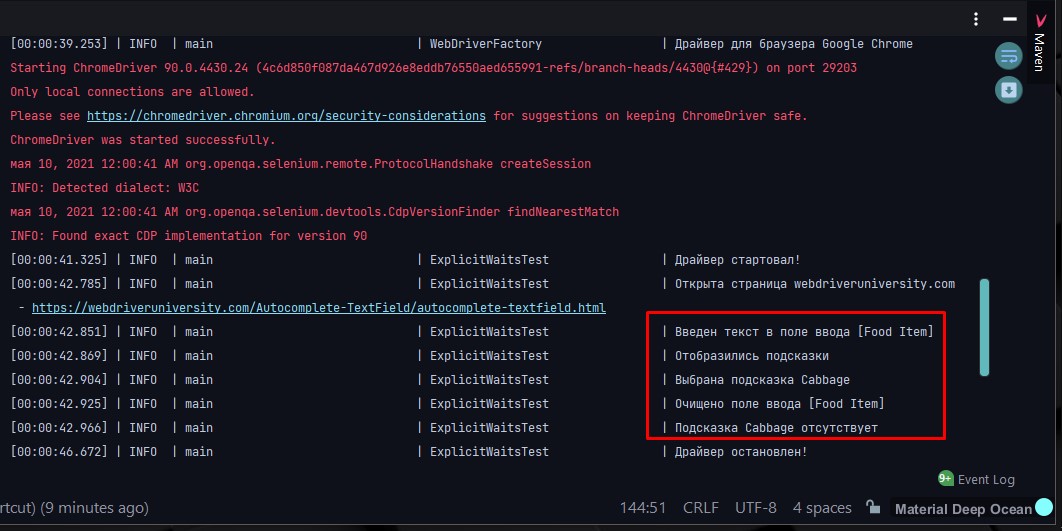 Maven
[00:00:39.253] | INFO | main | WebDriverFactory | Драйвер для браузера Google Chrome
Starting ChromeDriver 90.0.4430.24 (4c6d850f087da467d926e8eddb76550aed655991-refs/branch-heads/4430@{#429}) on port 29203
Only local connections are allowed.
Please see https://chromedriver.chromium.org/security-considerations for suggestions on keeping ChromeDriver safe.
ChromeDriver was started successfully.
мая 10, 2021 12:00:41 AM org.openqa.selenium.remote.ProtocolHandshake createSession
INFO: Detected dialect: W3C
мая 10, 2021 12:00:41 AM org.openqa.selenium.devtools.CdpVersionFinder findNearestMatch
INFO: Found exact CDP implementation for version 90
[00:00:41.325] | INFO | main | ExplicitWaitsTest | Драйвер стартовал!
[00:00:42.785] | INFO | main | ExplicitWaitsTest | Открыта страница webdriveruniversity.com
- https://webdriveruniversity.com/Autocomplete-TextField/autocomplete-textfield.html
[00:00:42.851] | INFO | main | ExplicitWaitsTest | Введен текст в поле ввода [Food Item]
[00:00:42.869] | INFO | main | ExplicitWaitsTest | Отобразились подсказки
[00:00:42.904] | INFO | main | ExplicitWaitsTest | Выбрана подсказка Cabbage
[00:00:42.925] | INFO | main | ExplicitWaitsTest | Очищено поле ввода [Food Item]
[00:00:42.966] | INFO | main | ExplicitWaitsTest | Подсказка Cabbage отсутствует
[00:00:46.672] | INFO | main | ExplicitWaitsTest | Драйвер остановлен!
9+ Event Log
rtcut) (9 minutes ago) 144:51 CRLF UTF-8 4 spaces Material Deep Ocean